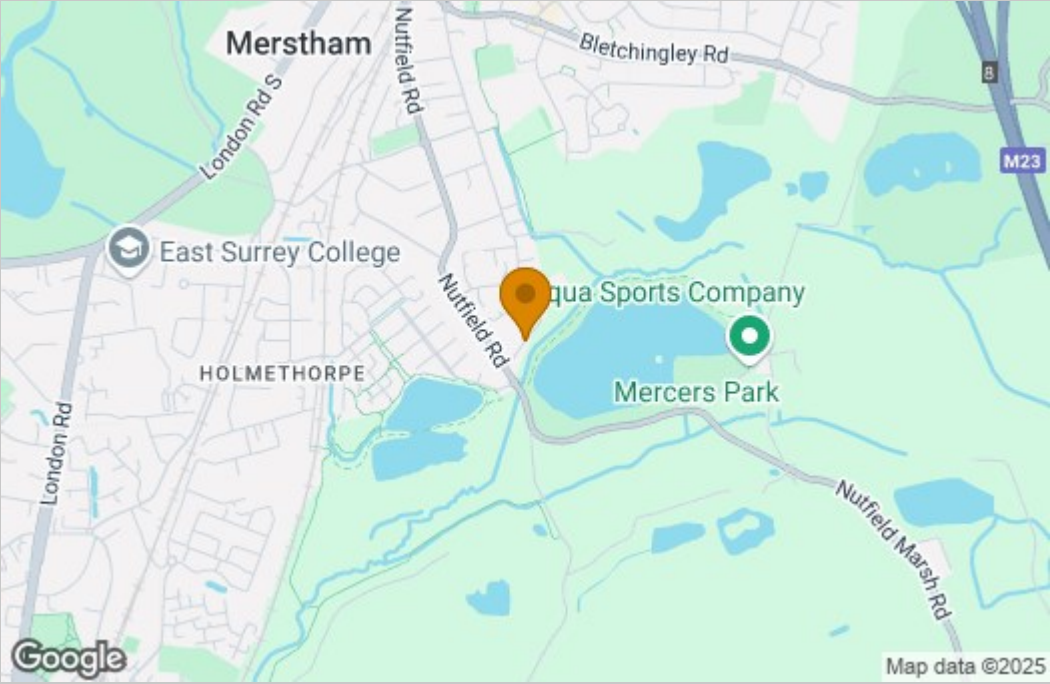 Merstham
Nutfield Rd
Bletchingley Rd
8
London Rd S
M23
East Surrey College
qua Sports Company
Nutfield Rd
HOLMETHORPE
Mercers Park
London Rd
Nutfield Marsh Rd
Google
Map data ©2025